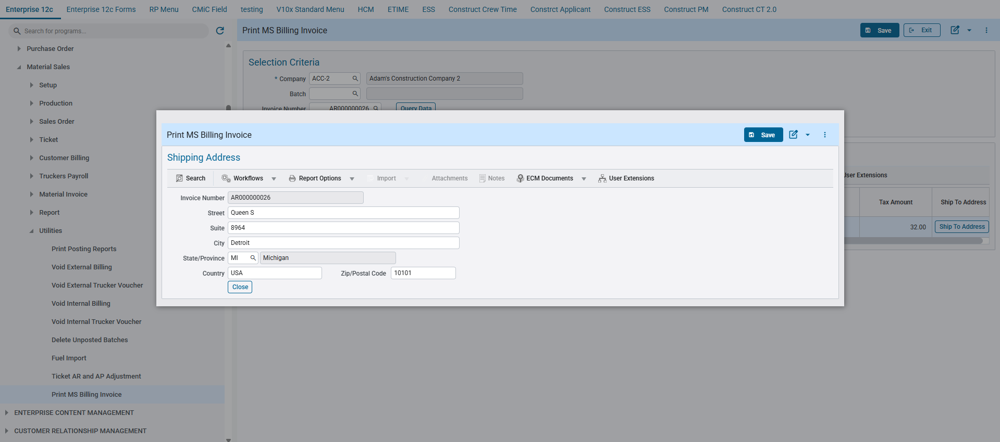 Enterprise 12c Enterprise 12c Forms RP Menu CMiC Field testing V10x Standard Menu HCM ETIME ESS Construct Crew Time Constrct Applicant Construct ESS Construct PM Construct CT 2.0
Search for programs...
Purchase Order
Material Sales
Setup
Production
Sales Order
Ticket
Customer Billing
Truckers Payroll
Material Invoice
Report
Utilities
Print Posting Reports
Void External Billing
Void External Trucker Voucher
Void Internal Billing
Void Internal Trucker Voucher
Delete Unposted Batches
Fuel Import
Ticket AR and AP Adjustment
Print MS Billing Invoice
ENTERPRISE CONTENT MANAGEMENT
CUSTOMER RELATIONSHIP MANAGEMENT
Print MS Billing Invoice Save Exit
Selection Criteria
* Company ACC-2 Adam's Construction Company 2
Batch
Invoice Number AR000000026 Query Data
Print MS Billing Invoice Save
Shipping Address
Search Workflows Report Options Import Attachments Notes ECM Documents User Extensions
Invoice Number AR000000026
Street Queen S
Suite 8964
City Detroit
State/Province MI Michigan
Country USA Zip/Postal Code 10101
Close
User Extensions
Tax Amount Ship To Address
32.00 Ship To Address